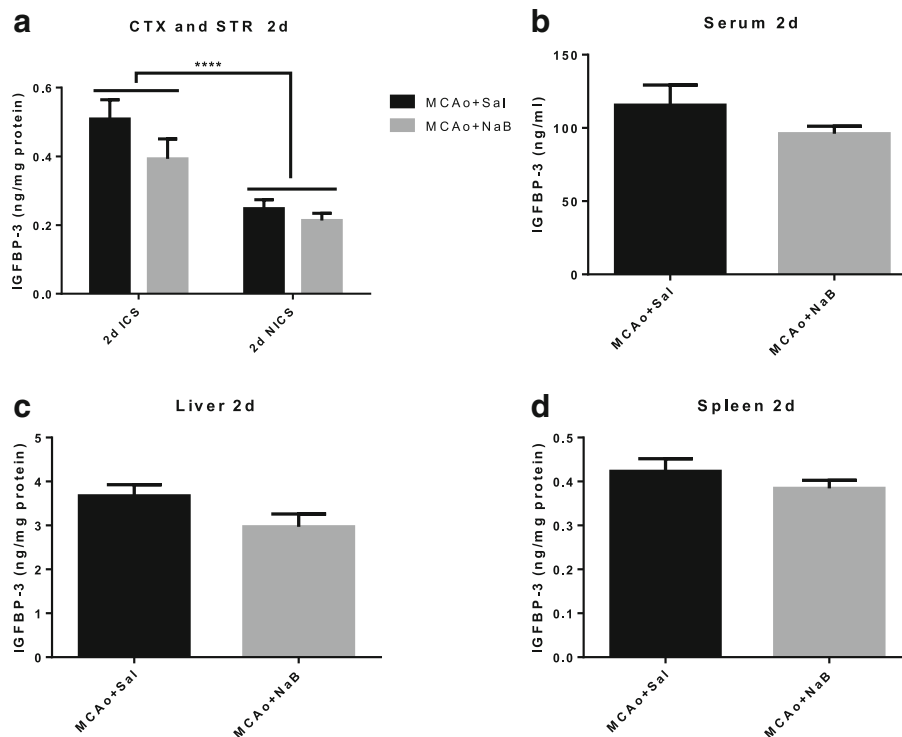 a
CTX and STR 2d
IGFBP-3 (ng/mg protein)
0.6
0.4
0.2
0.0
****
2d ICS
2d NICS
MCAo+Sal
MCAo+NaB
b
Serum 2d
IGFBP-3 (ng/ml)
150
100
50
0
MCAo+Sal
MCAo+NaB
c
Liver 2d
IGFBP-3 (ng/mg protein)
5
4
3
2
1
0
MCAo+Sal
MCAo+NaB
d
Spleen 2d
IGFBP-3 (ng/mg protein)
0.5
0.4
0.3
0.2
0.1
0.0
MCAo+Sal
MCAo+NaB